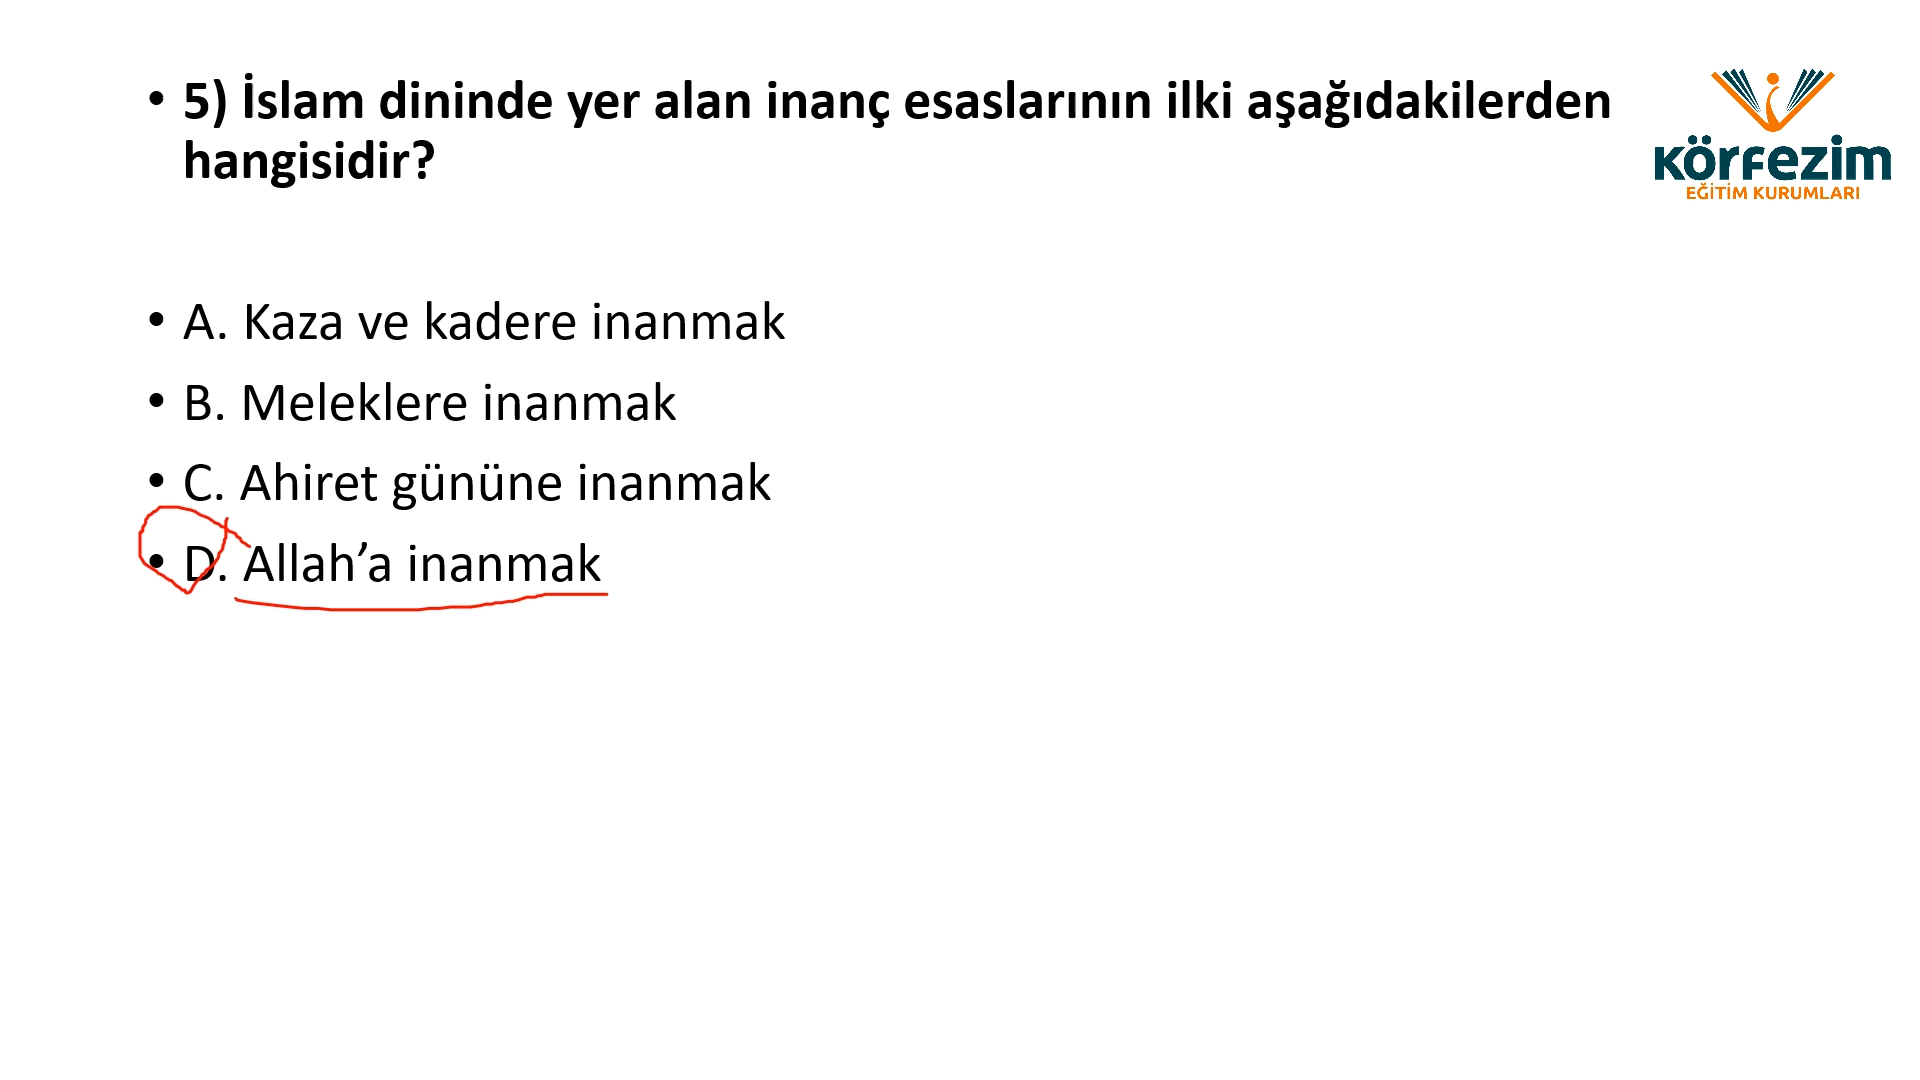 • 5) İslam dininde yer alan inanç esaslarının ilki aşağıdakilerden
hangisidir?
körfezim
EĞİTİM KURUMLARI
• A. Kaza ve kadere inanmak
• B. Meleklere inanmak
• C. Ahiret gününe inanmak
• D. Allah’a inanmak